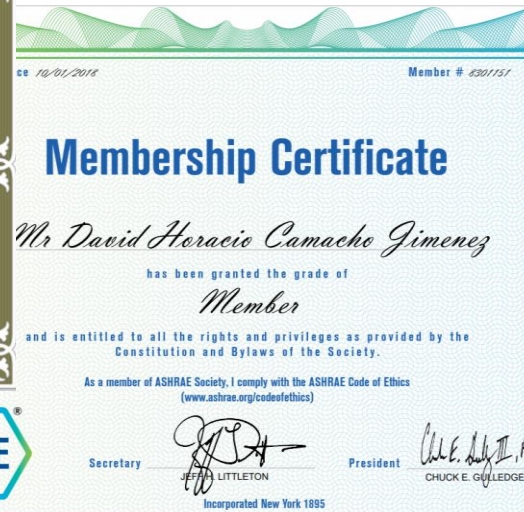 ce 10/01/2018
Member # 8301151
Membership Certificate
Mr David Horacio Camacho Jimenez
has been granted the grade of
Member
and is entitled to all the rights and privileges as provided by the
Constitution and Bylaws of the Society.
As a member of ASHRAE Society, I comply with the ASHRAE Code of Ethics
(www.ashrae.org/codeofethics)
E ®
Secretary
President
JEFF H. LITTLETON
CHUCK E. GULLEDGE
Incorporated New York 1895